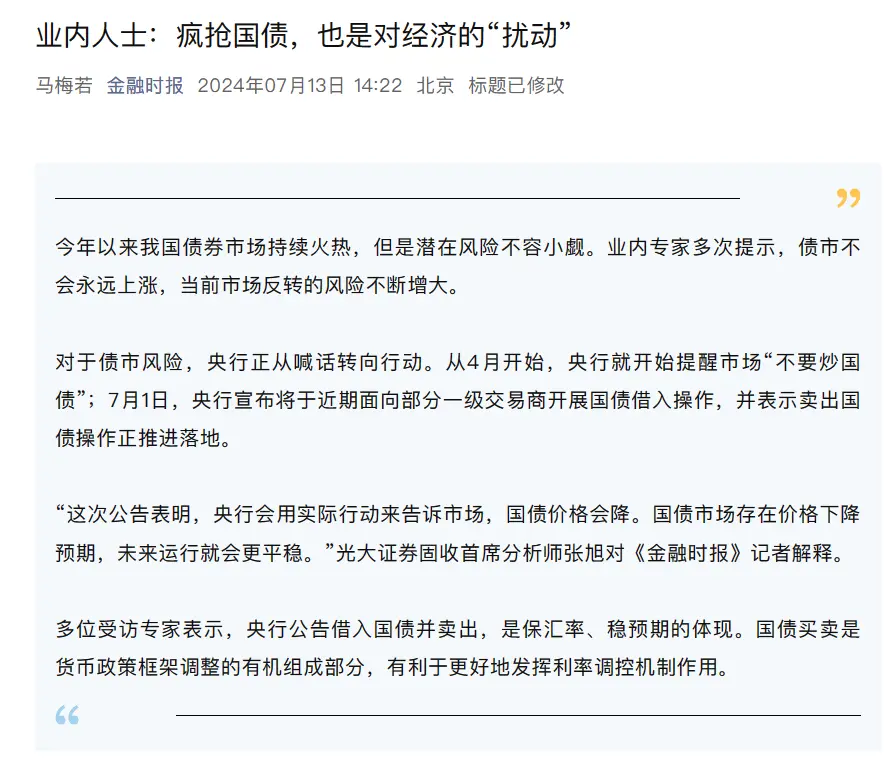 业内人士：疯抢国债，也是对经济的“扰动”
马梅若 金融时报 2024年07月13日 14:22 北京 标题已修改
”
今年以来我国债券市场持续火热，但是潜在风险不容小觑。业内专家多次提示，债市不
会永远上涨，当前市场反转的风险不断增大。
对于债市风险，央行正从喊话转向行动。从4月开始，央行就开始提醒市场“不要炒国
债”；7月1日，央行宣布将于近期面向部分一级交易商开展国债借入操作，并表示卖出国
债操作正推进落地。
“这次公告表明，央行会用实际行动来告诉市场，国债价格会降。国债市场存在价格下降
预期，未来运行就会更平稳。”光大证券固收首席分析师张旭对《金融时报》记者解释。
多位受访专家表示，央行公告借入国债并卖出，是保汇率、稳预期的体现。国债买卖是
货币政策框架调整的有机组成部分，有利于更好地发挥利率调控机制作用。
“